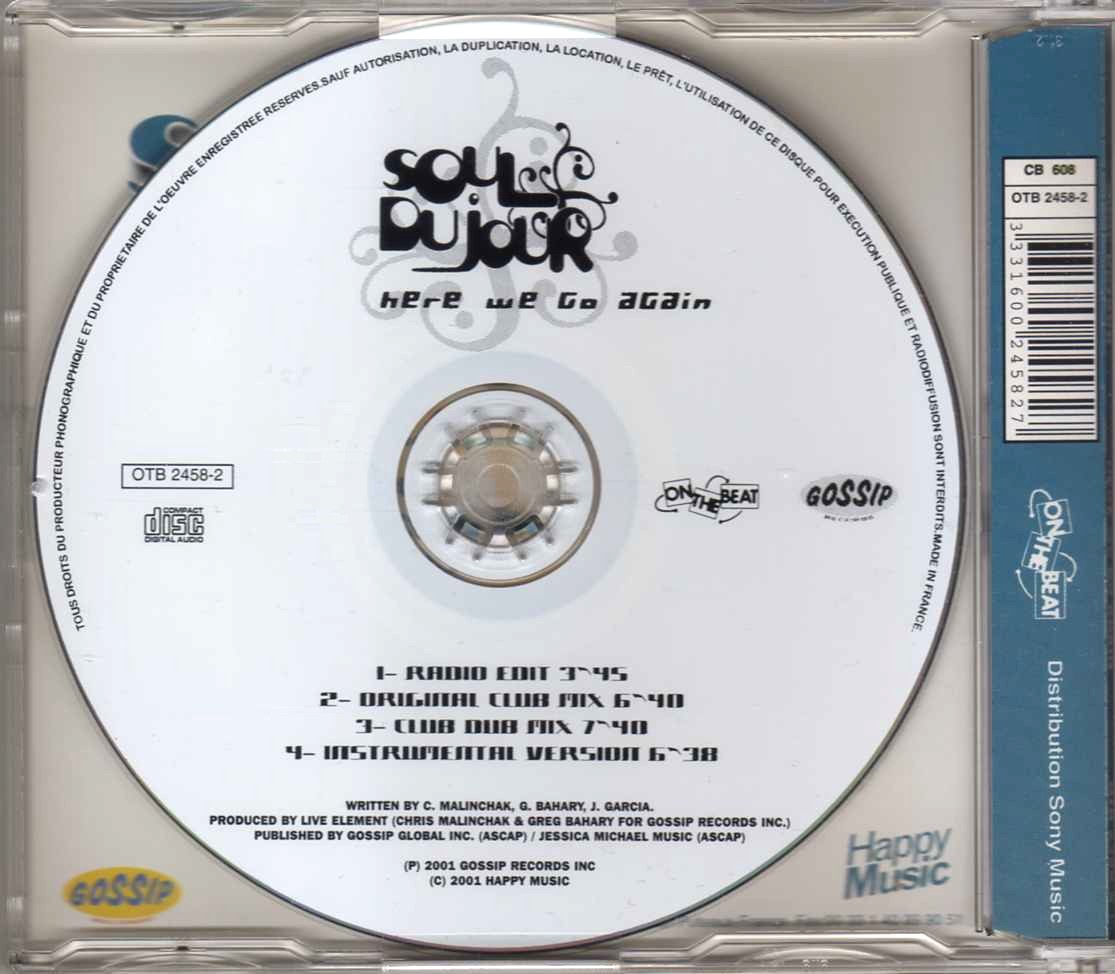 TOUS DROITS DU PRODUCTEUR PHONOGRAPHIQUE ET DU PROPRIETAIRE DE L'OEUVRE ENREGISTREE RESERVES.SAUF AUTORISATION, LA DUPLICATION, LA LOCATION, LE PRÊT, L'UTILISATION DE CE DISQUE POUR EXECUTION PUBLIQUE ET RADIODIFFUSION SONT INTERDITS.MADE IN FRANCE.
SOUL
DUJOUR
here we Go again
OTB 2458-2
COMPACT
disc
DIGITAL AUDIO
ON THE BEAT
GOSSIP
RECORDS
1- RADIO EDIT 3~45
2- ORIGINAL CLUB MIX 6~40
3- CLUB DUB MIX 7~40
4- INSTRUMENTAL VERSION 6~38
WRITTEN BY C. MALINCHAK, G. BAHARY, J. GARCIA.
PRODUCED BY LIVE ELEMENT (CHRIS MALINCHAK & GREG BAHARY FOR GOSSIP RECORDS INC.)
PUBLISHED BY GOSSIP GLOBAL INC. (ASCAP) / JESSICA MICHAEL MUSIC (ASCAP)
(P) 2001 GOSSIP RECORDS INC
(C) 2001 HAPPY MUSIC
GOSSIP
Happy
Music
CB 608
OTB 2458-2
3331600245827
ON THE BEAT
Distribution Sony Music